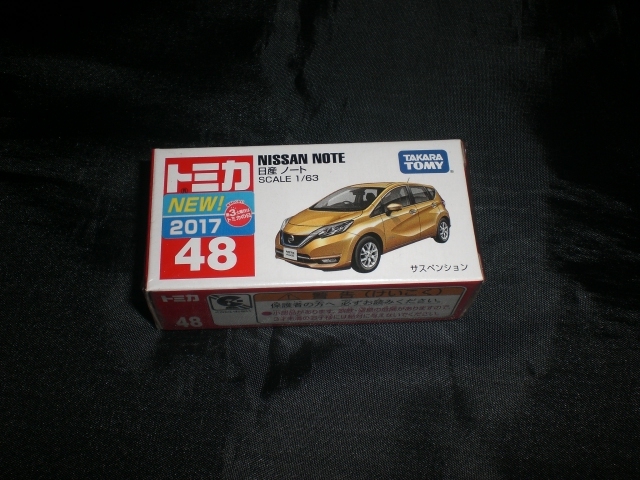 トミカ
NEW!
2017
48
NISSAN NOTE
日産 ノート
SCALE 1/63
TAKARA
TOMY
サスペンション
トミカ
48
保護者の方へ 必ずお読みください。